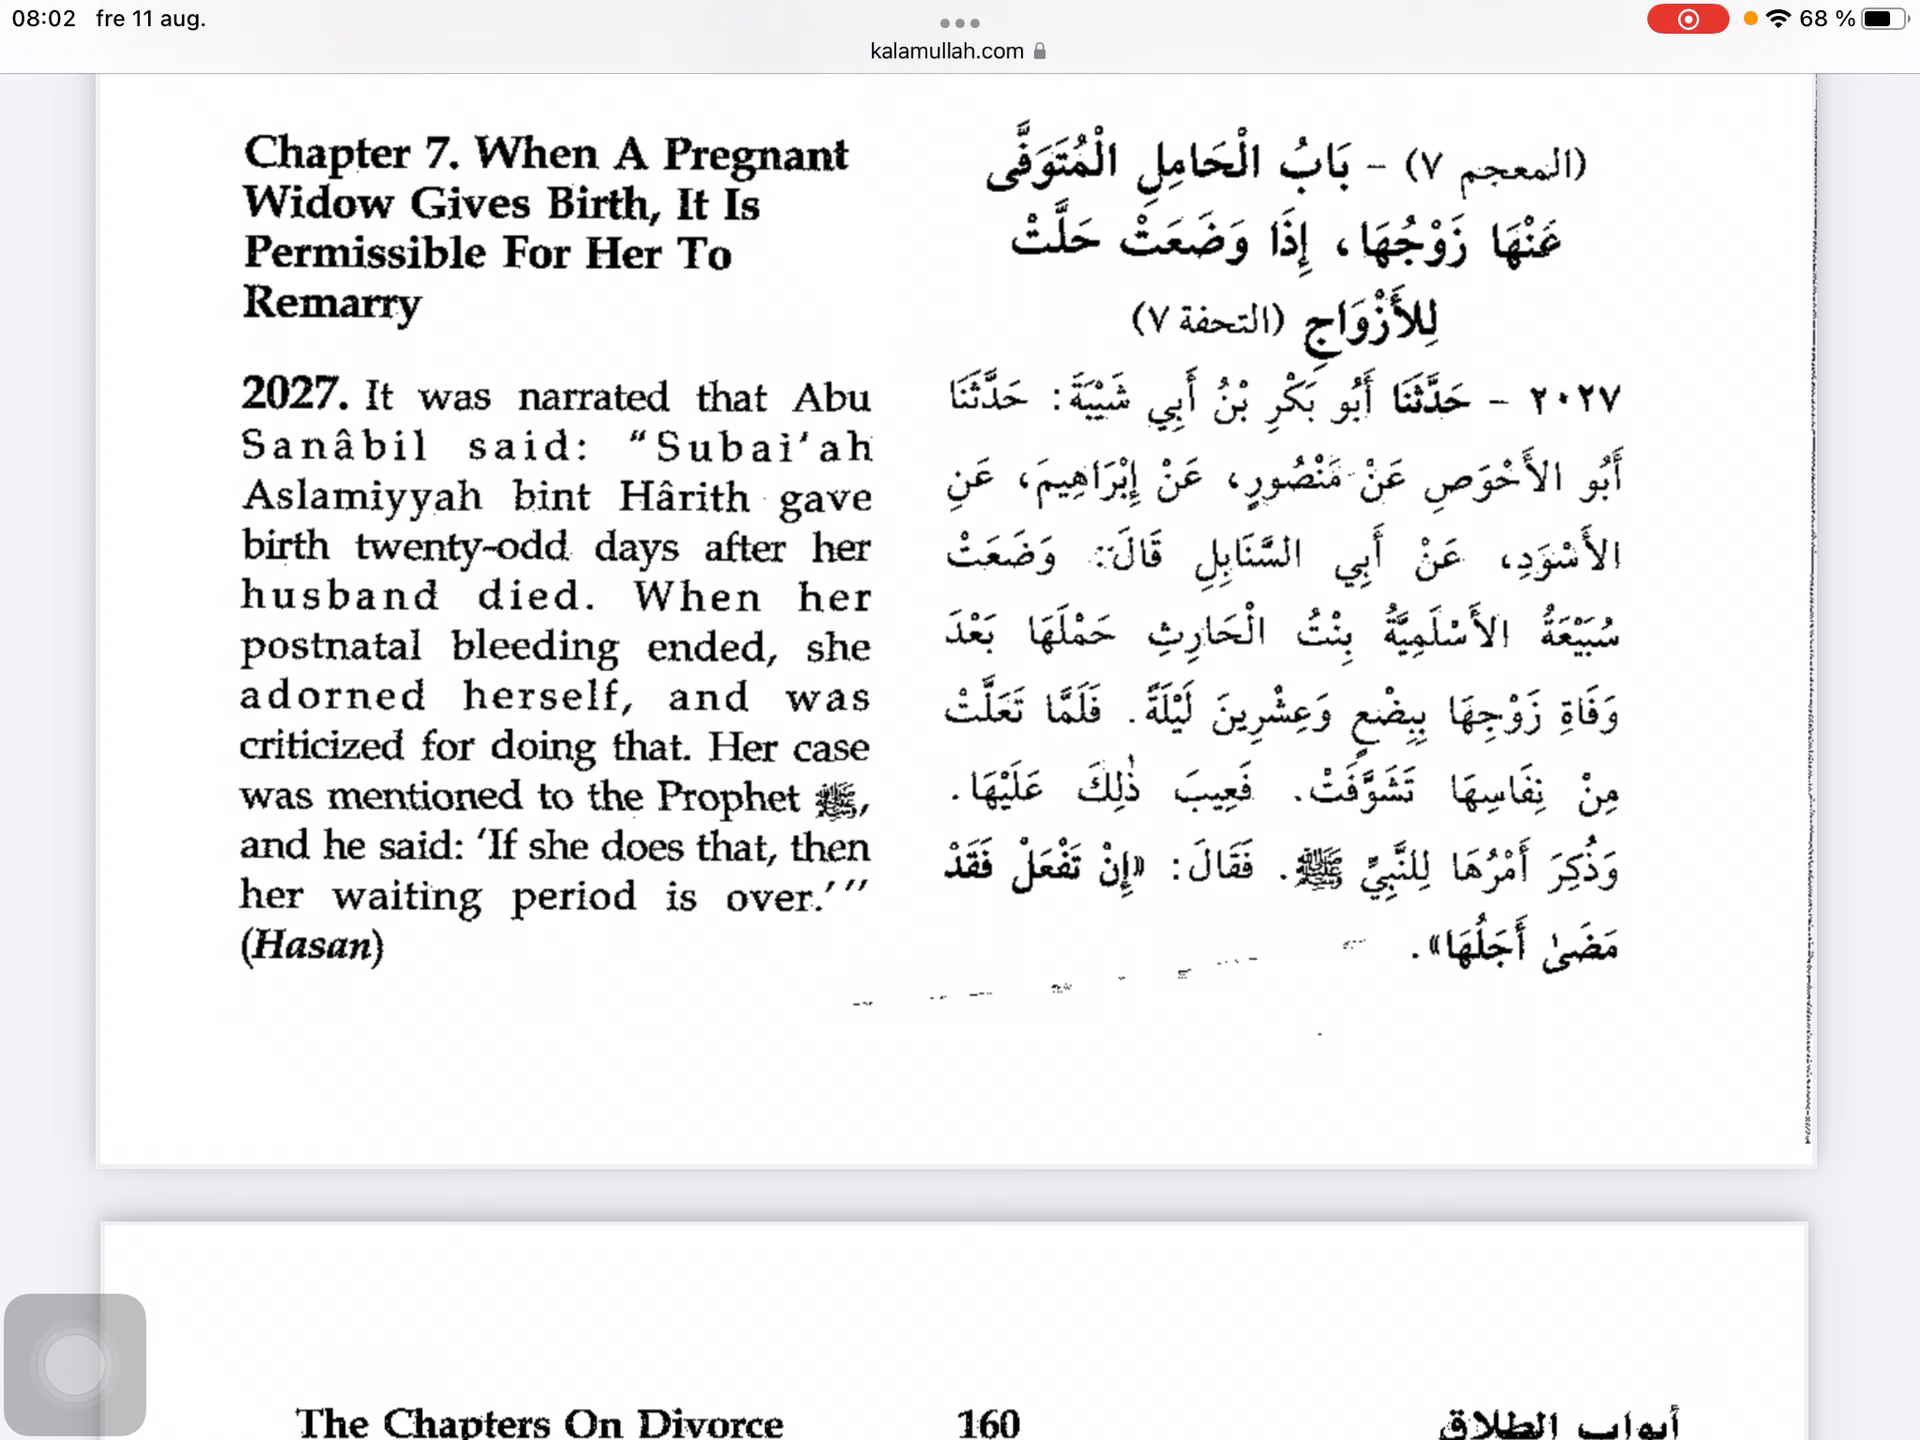 08:02 fre 11 aug.
68 %
kalamullah.com
Chapter 7. When A Pregnant
Widow Gives Birth, It Is
Permissible For Her To
Remarry
2027. It was narrated that Abu
Sanâbil said: “Subai‘ah
Aslamiyyah bint Hârith gave
birth twenty-odd days after her
husband died. When her
postnatal bleeding ended, she
adorned herself, and was
criticized for doing that. Her case
was mentioned to the Prophet ﷺ,
and he said: ‘If she does that, then
her waiting period is over.’”
(Hasan)
(المعجم ٧) - بَابُ الْحَامِلِ الْمُتَوَفَّى
عَنْهَا زَوْجُهَا، إِذَا وَضَعَتْ حَلَّتْ
لِلأَزْوَاجِ (التحفة ٧)
٢٠٢٧ - حَدَّثَنَا أَبُو بَكْرِ بْنُ أَبِي شَيْبَةَ: حَدَّثَنَا
أَبُو الأَحْوَصِ عَنْ مَنْصُورٍ، عَنْ إِبْرَاهِيمَ، عَنِ
الأَسْوَدِ، عَنْ أَبِي السَّنَابِلِ قَالَ: وَضَعَتْ
سُبَيْعَةُ الأَسْلَمِيَّةُ بِنْتُ الْحَارِثِ حَمْلَهَا بَعْدَ
وَفَاةِ زَوْجِهَا بِبِضْعٍ وَعِشْرِينَ لَيْلَةً. فَلَمَّا تَعَلَّتْ
مِنْ نِفَاسِهَا تَشَوَّفَتْ. فَعِيبَ ذٰلِكَ عَلَيْهَا.
وَذُكِرَ أَمْرُهَا لِلنَّبِيِّ ﷺ. فَقَالَ: «إِنْ تَفْعَلْ فَقَدْ
مَضَىٰ أَجَلُهَا».
The Chapters On Divorce
160
أبواب الطلاق